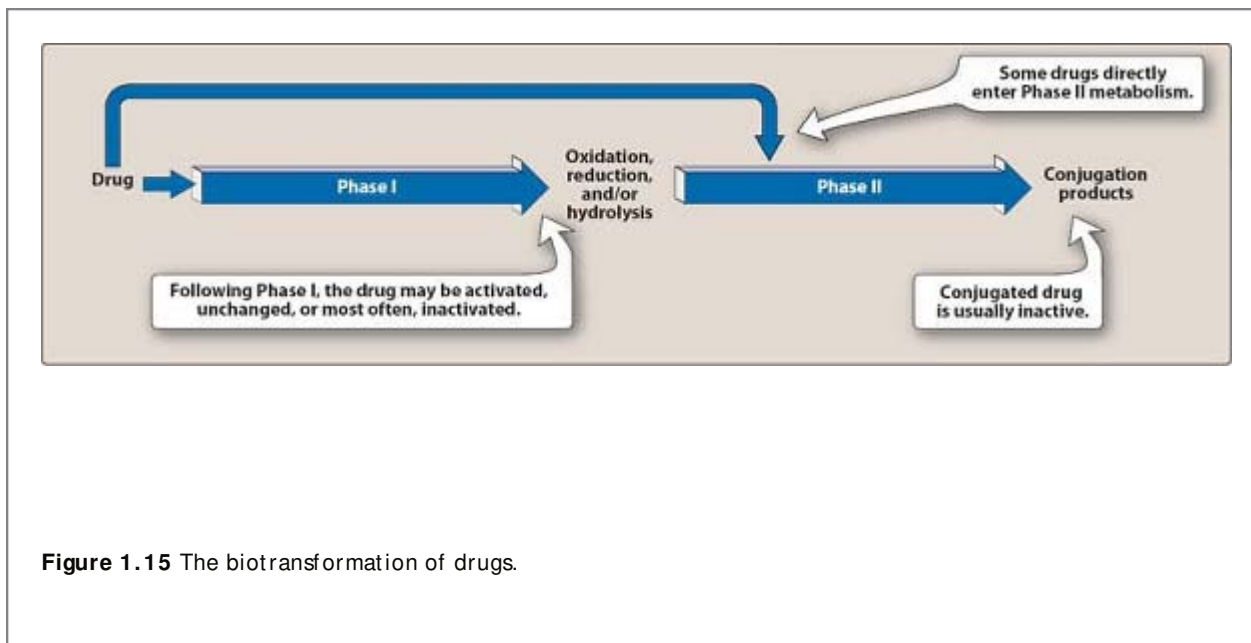 Some drugs directly
enter Phase II metabolism.
Drug
Phase I
Oxidation,
reduction,
and/or
hydrolysis
Phase II
Conjugation
products
Following Phase I, the drug may be activated,
unchanged, or most often, inactivated.
Conjugated drug
is usually inactive.
Figure 1.15 The biotransformation of drugs.